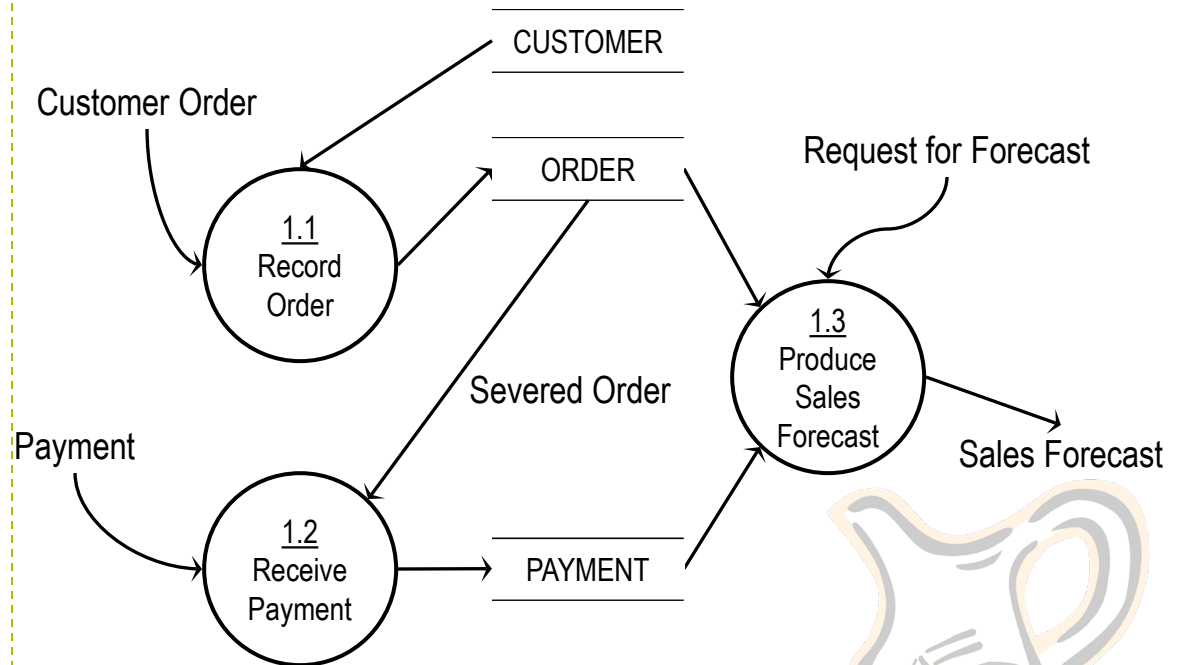 CUSTOMER
Customer Order
ORDER
Request for Forecast
1.1
Record
Order
1.3
Produce
Sales
Forecast
Severed Order
Payment
Sales Forecast
1.2
Receive
Payment
PAYMENT